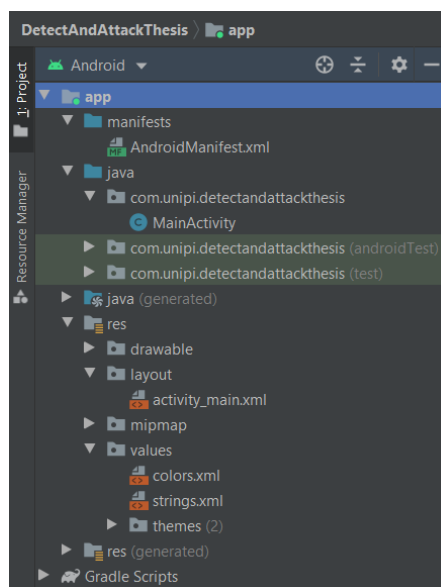 DetectAndAttackThesis 〉 app
1: Project
Resource Manager
Android
app
manifests
MF
AndroidManifest.xml
java
com.unipi.detectandattackthesis
C MainActivity
com.unipi.detectandattackthesis (androidTest)
com.unipi.detectandattackthesis (test)
java (generated)
res
drawable
layout
activity_main.xml
mipmap
values
colors.xml
strings.xml
themes (2)
res (generated)
Gradle Scripts